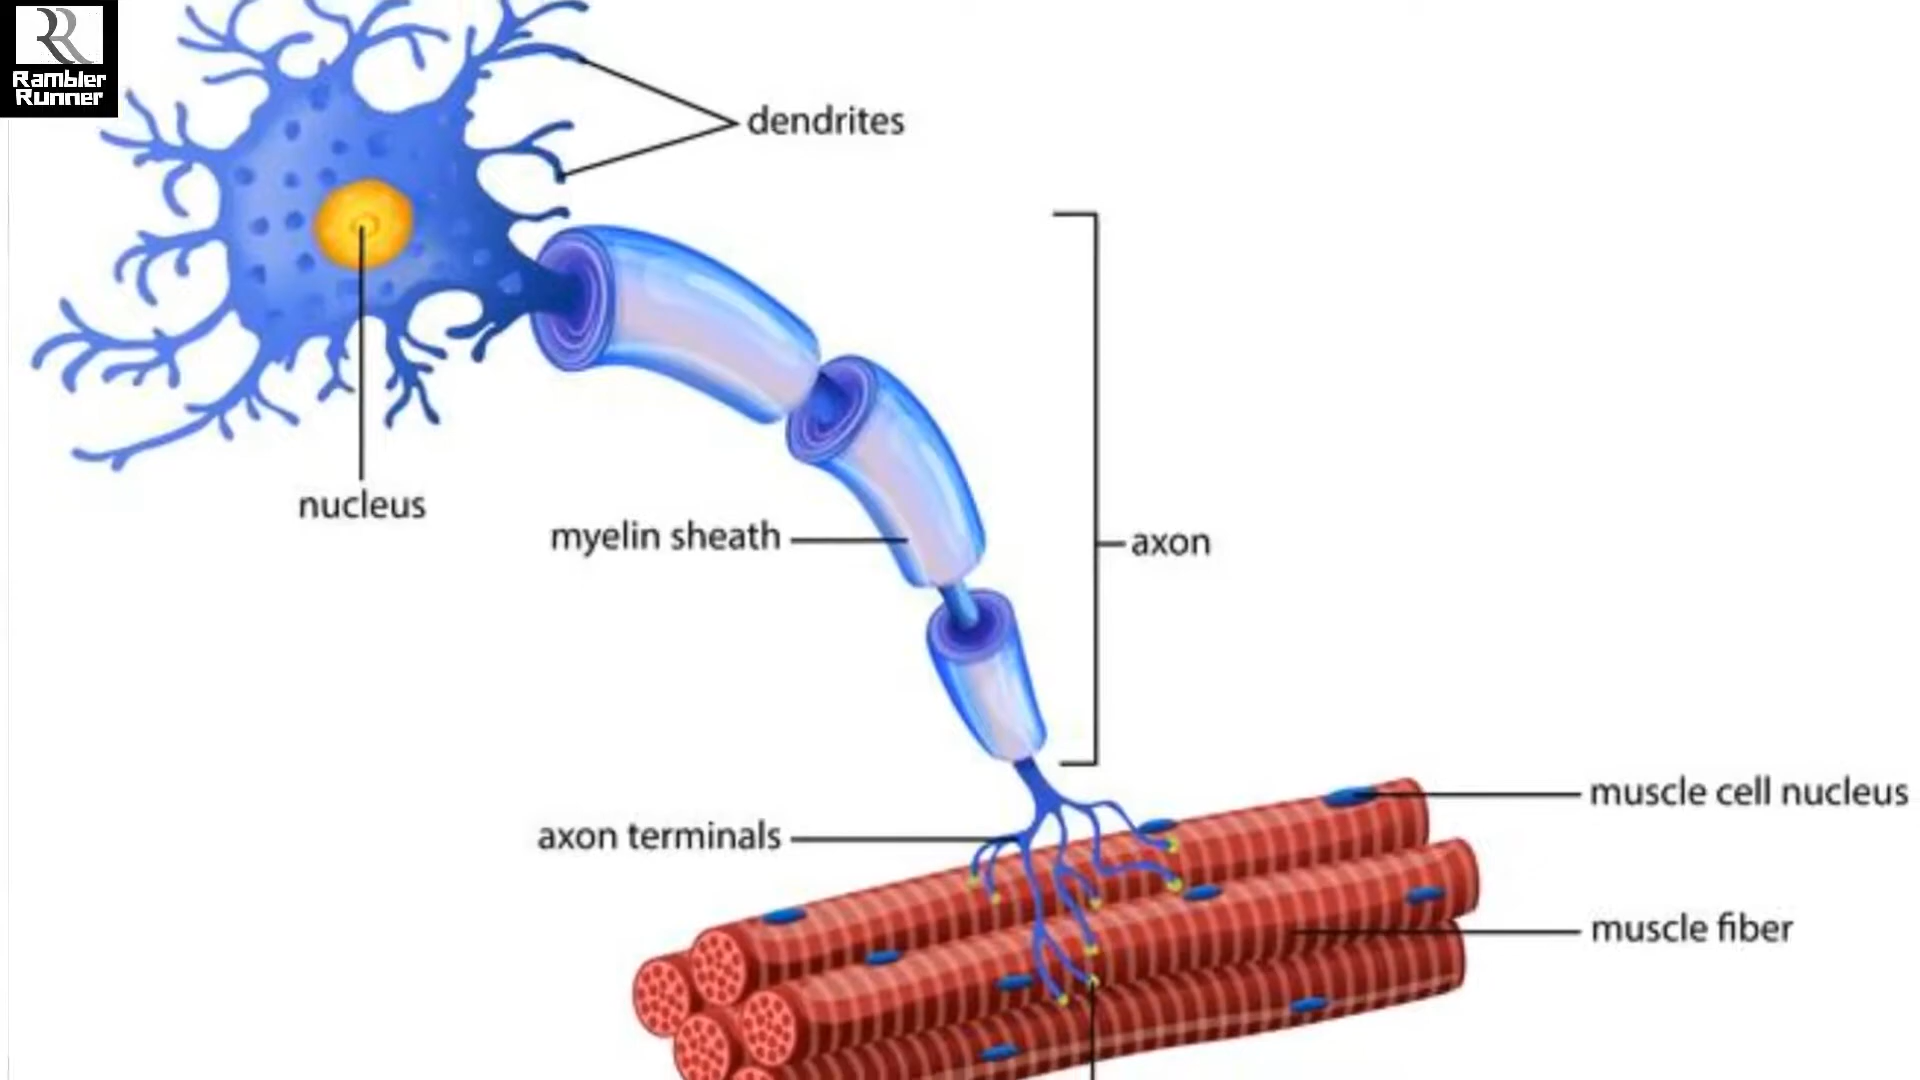 Rambler
Runner
dendrites
nucleus
myelin sheath
axon
axon terminals
muscle cell nucleus
muscle fiber